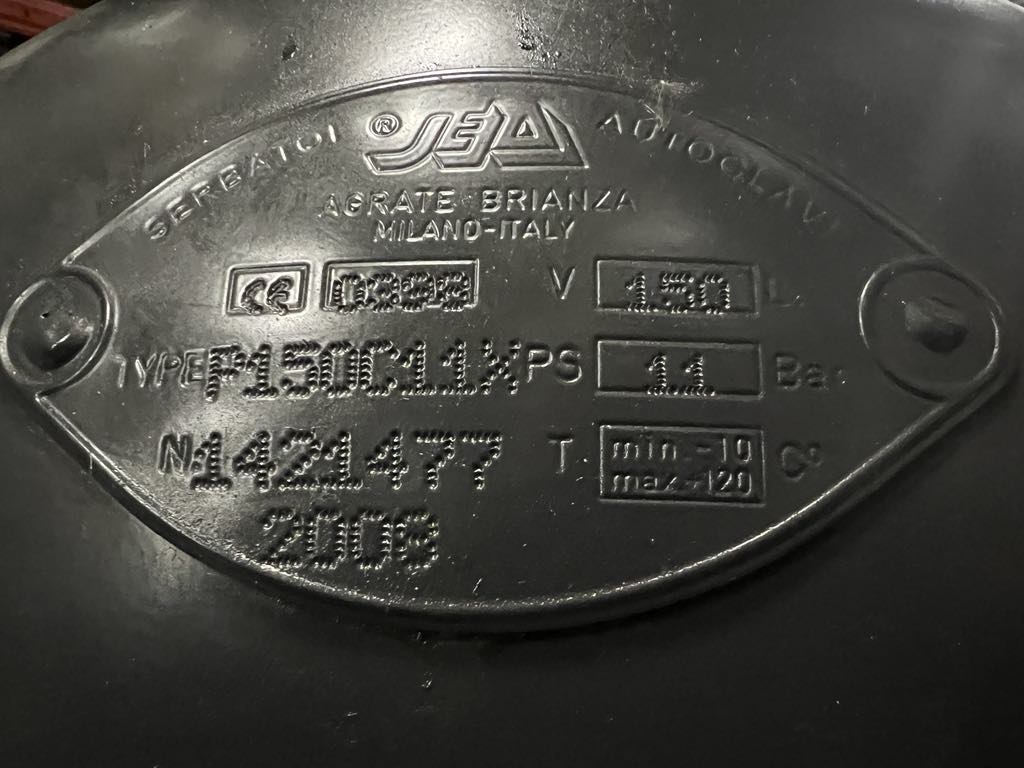 SERBATOI ® SEA AUTOCLAVI
AGRATE BRIANZA
MILANO-ITALY
CE V 150 L.
TYPE P150C11X PS 11 Bar
N. 1421477 T. min.-10 C°
max.+120
2008